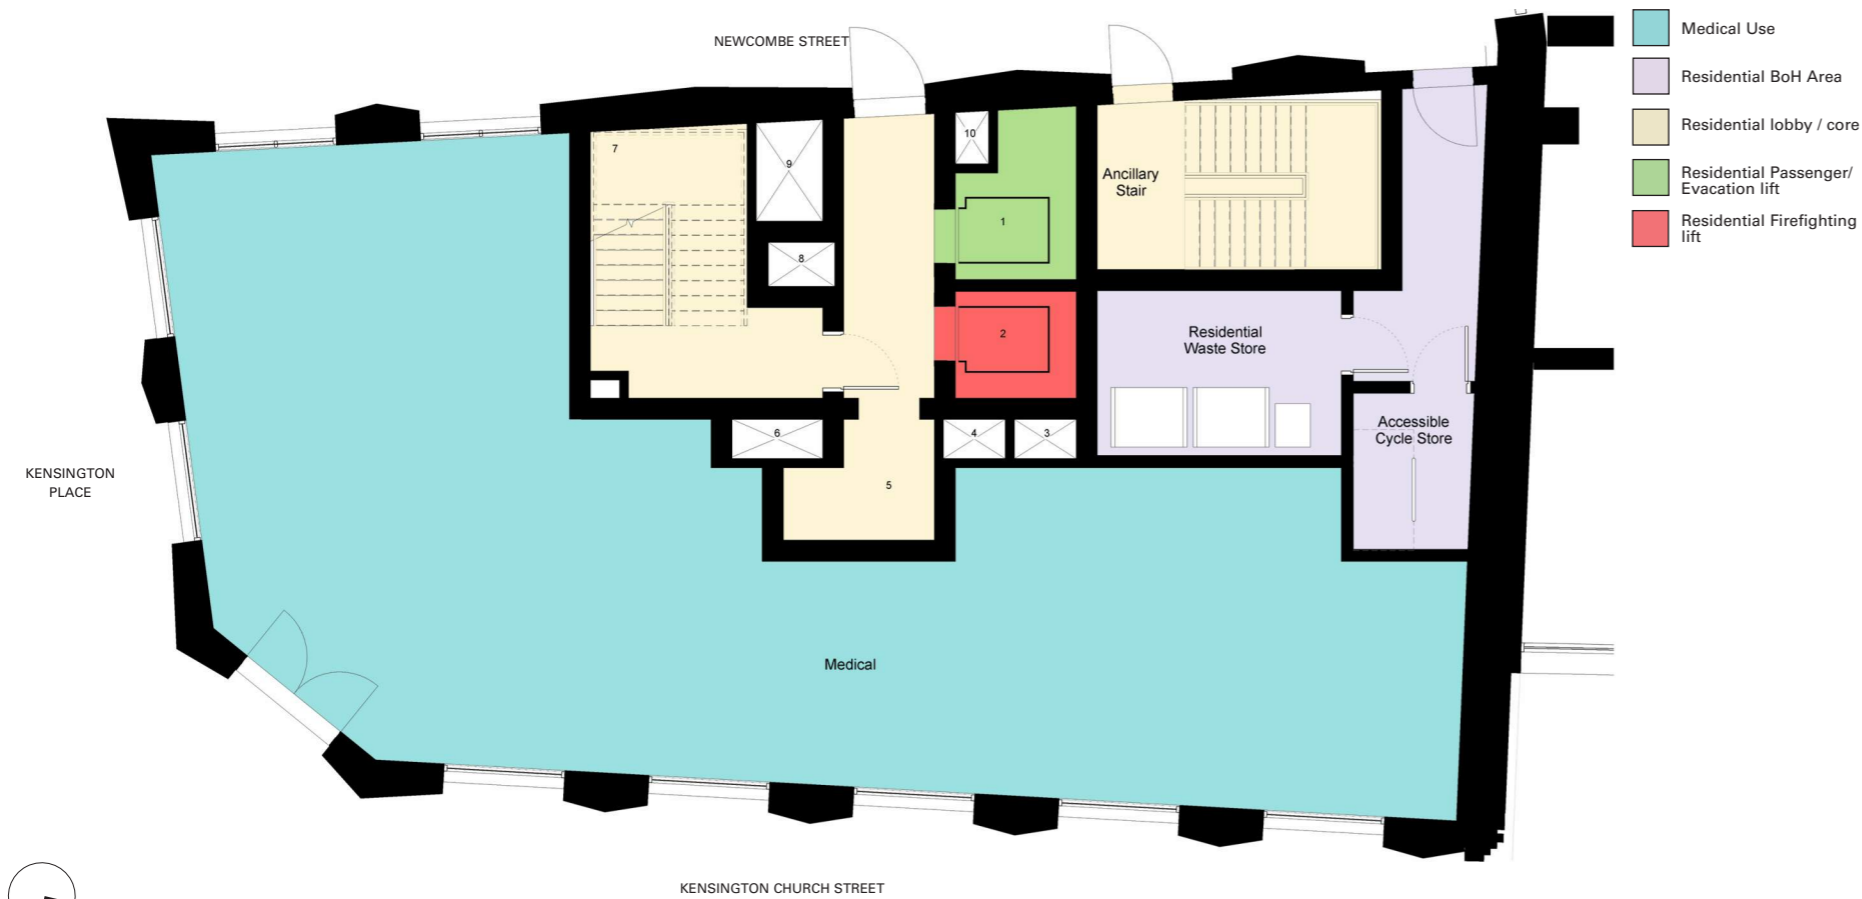 NEWCOMBE STREET
Medical Use
Residential BoH Area
Residential lobby / core
Residential Passenger/
Evacation lift
Residential Firefighting
lift
10
7
9
Ancillary
Stair
1
8
2
Residential
Waste Store
Accessible
Cycle Store
6
4
3
KENSINGTON
PLACE
5
Medical
KENSINGTON CHURCH STREET